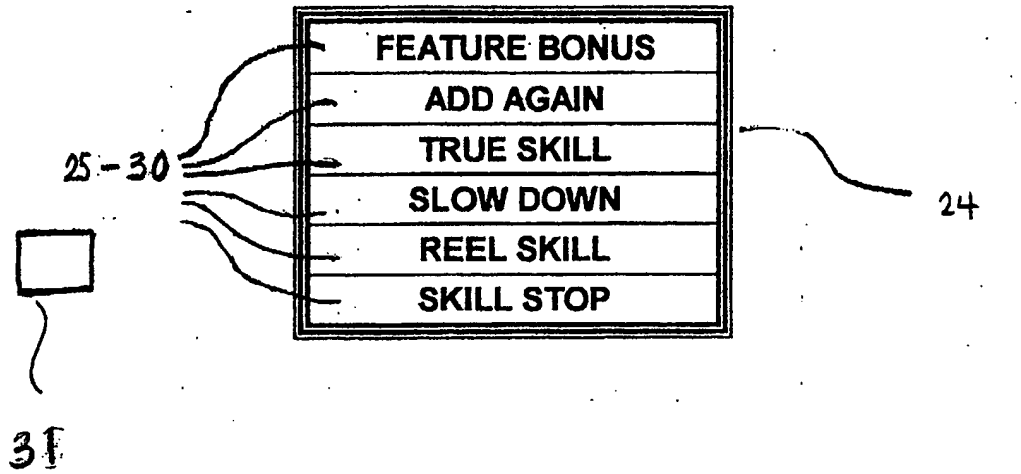 FEATURE BONUS
ADD AGAIN
TRUE SKILL
25-30
SLOW DOWN
24
REEL SKILL
SKILL STOP
31